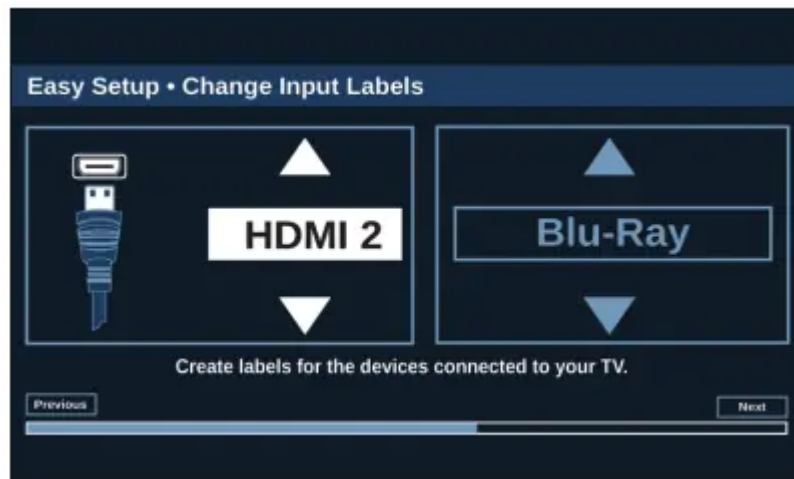 Easy Setup • Change Input Labels
HDMI 2
Blu-Ray
Create labels for the devices connected to your TV.
Previous
Next